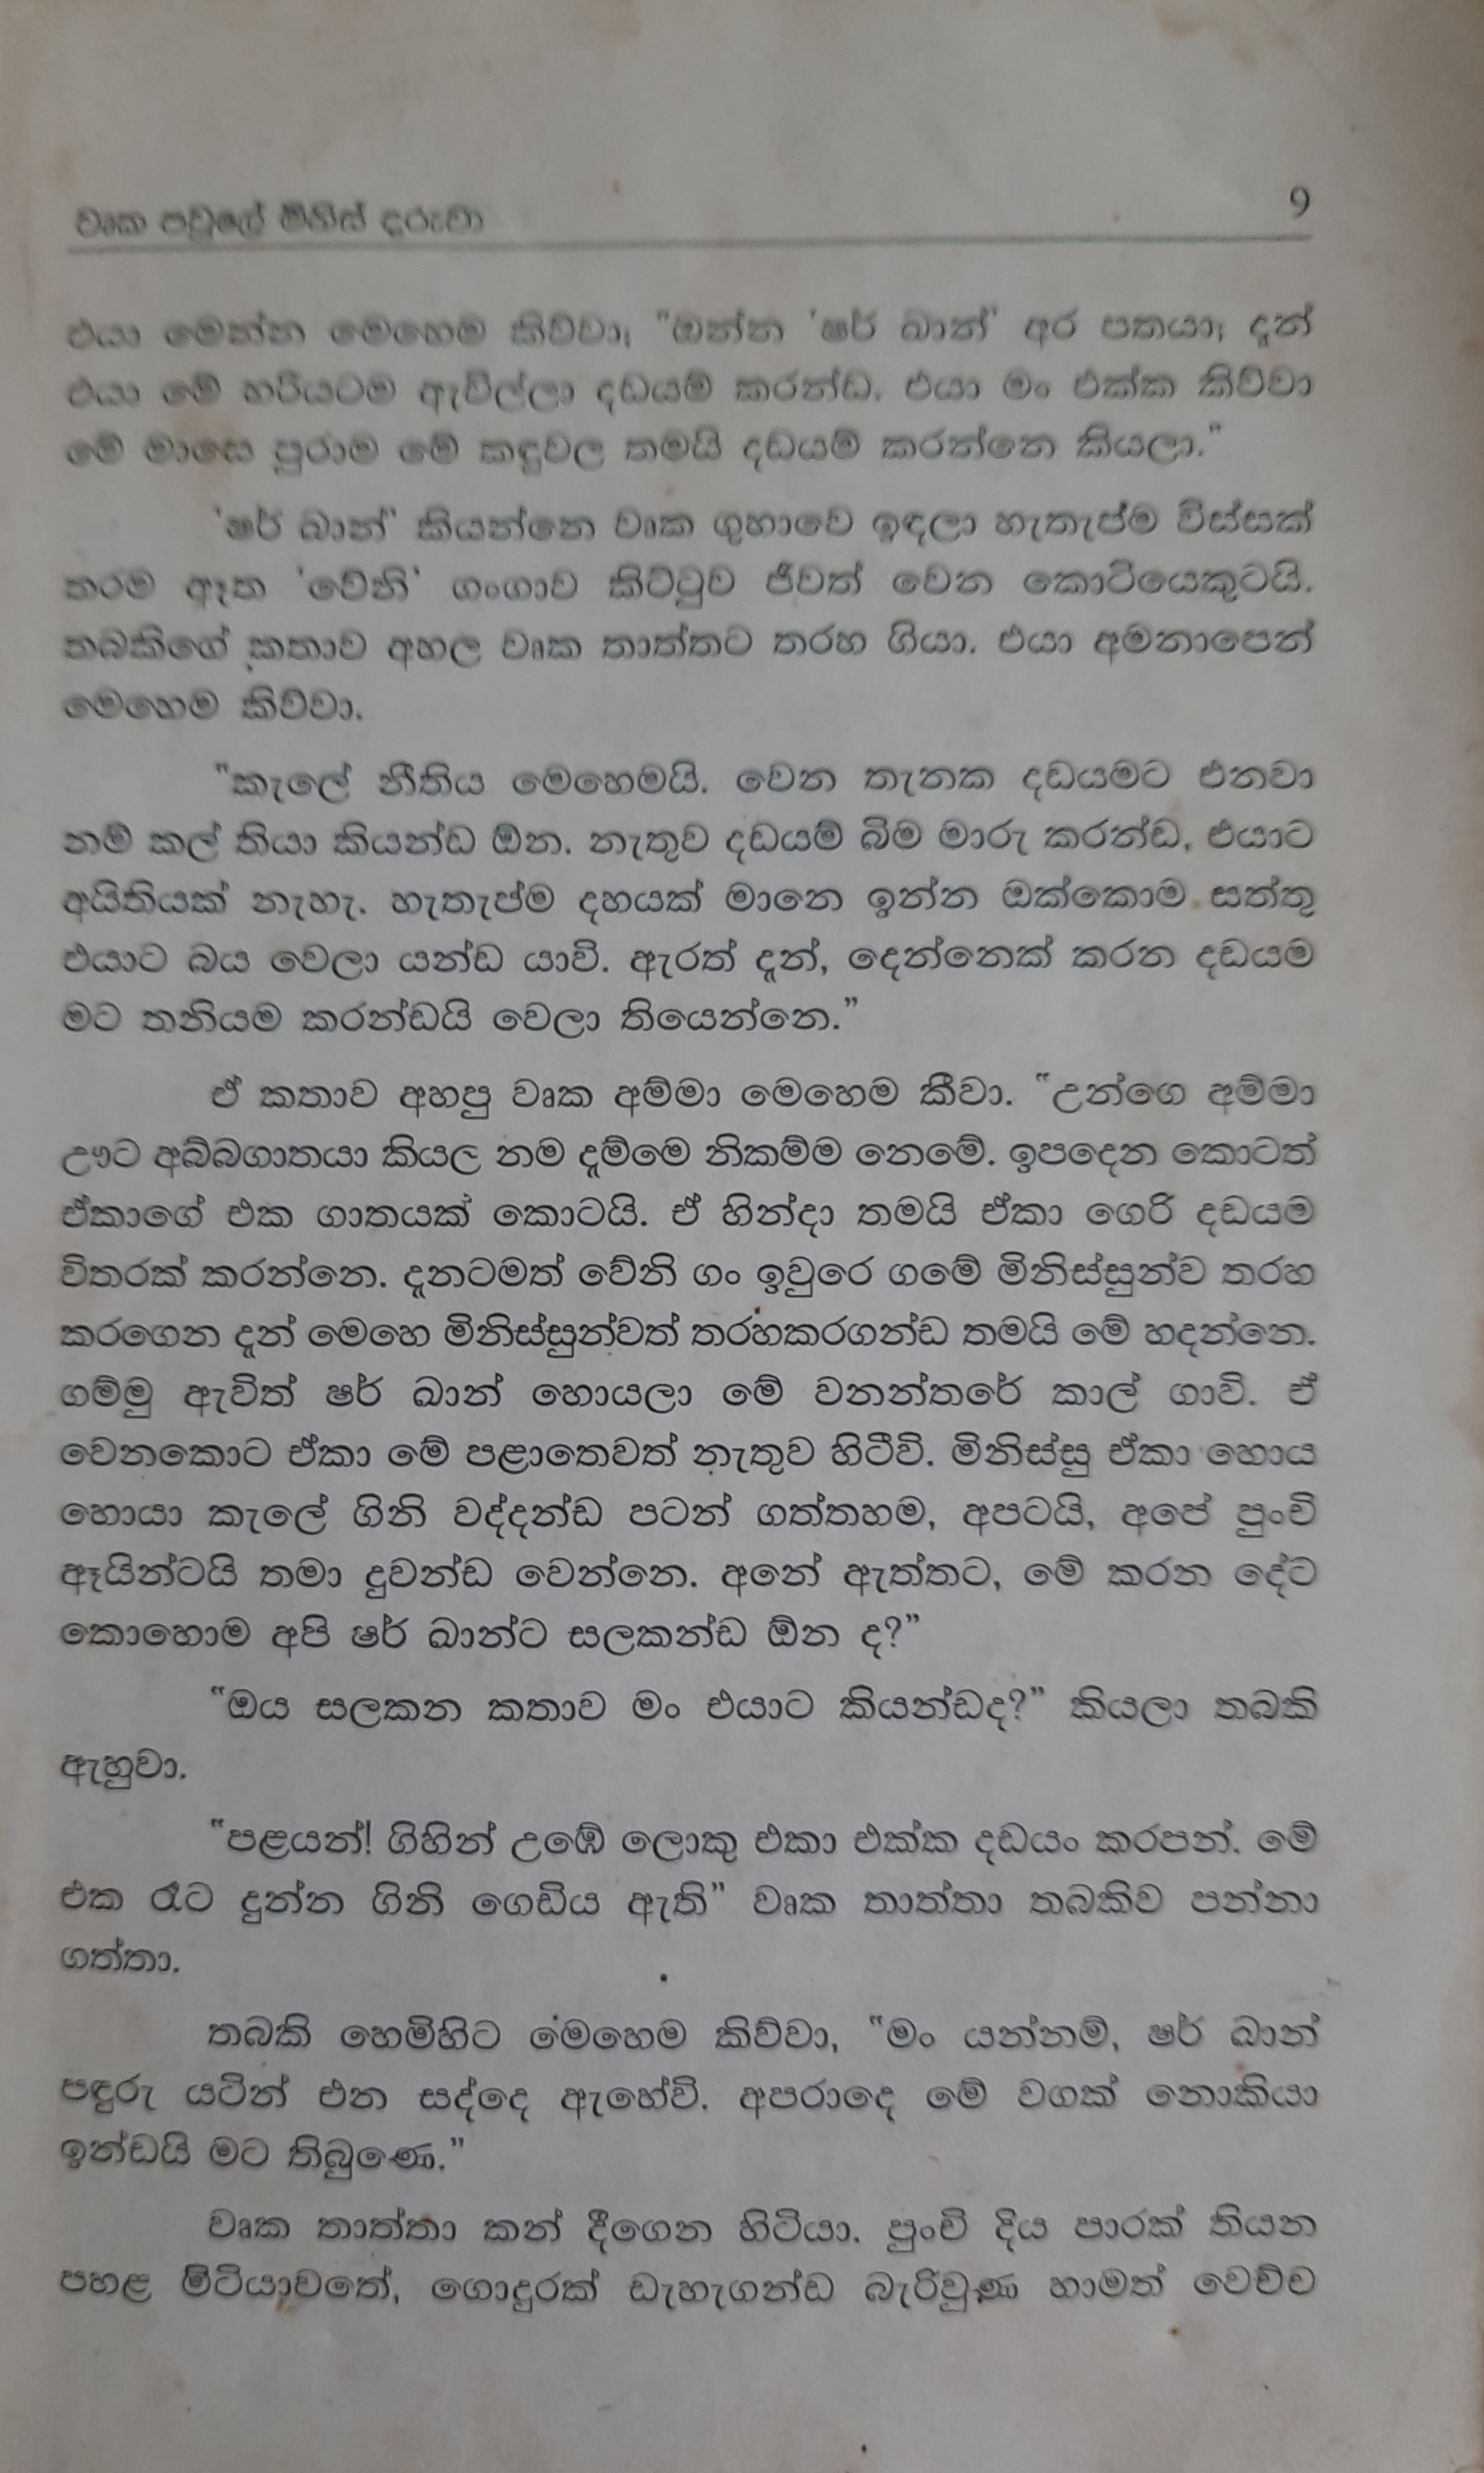 වෘක පවුලේ මිනිස් දරුවා 9
එයා මෙන්න මෙහෙම කිව්වා; "ඔන්න 'ෂර් ඛාන්' අර පතයා; දැන්
එයා මේ හරියටම ඇවිල්ලා දඩයම් කරන්ඩ. එයා මං එක්ක කිව්වා
මේ මාසෙ පුරාම මේ කඳුවල තමයි දඩයම් කරන්නෙ කියලා."
'ෂර් ඛාන්' කියන්නෙ වෘක ගුහාවෙ ඉඳලා හැතැප්ම විස්සක්
තරම ඈත 'වේනි' ගංගාව කිට්ටුව ජීවත් වෙන කොටියෙකුටයි.
තබකිගේ කතාව අහල වෘක තාත්තට තරහ ගියා. එයා අමනාපෙන්
මෙහෙම කිව්වා.
"කැලේ නීතිය මෙහෙමයි. වෙන තැනක දඩයමට එනවා
නම් කල් තියා කියන්ඩ ඕන. නැතුව දඩයම් බිම මාරු කරන්ඩ, එයාට
අයිතියක් නැහැ. හැතැප්ම දහයක් මානෙ ඉන්න ඔක්කොම සත්තු
එයාට බය වෙලා යන්ඩ යාවි. ඇරත් දැන්, දෙන්නෙක් කරන දඩයම
මට තනියම කරන්ඩයි වෙලා තියෙන්නෙ.”
ඒ කතාව අහපු වෘක අම්මා මෙහෙම කීවා. “උන්ගෙ අම්මා
ඌට අබ්බගාතයා කියල නම දැම්මෙ නිකම්ම නෙමේ. ඉපදෙන කොටත්
ඒකාගේ එක ගාතයක් කොටයි. ඒ හින්දා තමයි ඒකා ගෙරි දඩයම
විතරක් කරන්නෙ. දැනටමත් වේනි ගං ඉවුරෙ ගමේ මිනිස්සුන්ව තරහ
කරගෙන දැන් මෙහෙ මිනිස්සුන්වත් තරහකරගන්ඩ තමයි මේ හදන්නෙ.
ගම්මු ඇවිත් ෂර් ඛාන් හොයලා මේ වනන්තරේ කාල් ගාවි. ඒ
වෙනකොට ඒකා මේ පළාතෙවත් නැතුව හිටීවි. මිනිස්සු ඒකා හොය
හොයා කැලේ ගිනි වද්දන්ඩ පටන් ගත්තහම, අපටයි, අපේ පුංචි
ඈයින්ටයි තමා දුවන්ඩ වෙන්නෙ. අනේ ඇත්තට, මේ කරන දේට
කොහොම අපි ෂර් ඛාන්ට සලකන්ඩ ඕන ද?”
“ඔය සලකන කතාව මං එයාට කියන්ඩද?” කියලා තබකි
ඇහුවා.
“පළයන්! ගිහින් උඹේ ලොකු එකා එක්ක දඩයං කරපන්. මේ
එක රෑට දුන්න ගිනි ගෙඩිය ඇති” වෘක තාත්තා තබකිව පන්නා
ගත්තා.
තබකි හෙමිහිට මෙහෙම කිව්වා, “මං යන්නම්, ෂර් ඛාන්
පඳුරු යටින් එන සද්දෙ ඇහේවි. අපරාදෙ මේ වගක් නොකියා
ඉන්ඩයි මට තිබුණෙ.”
වෘක තාත්තා කන් දීගෙන හිටියා. පුංචි දිය පාරක් තියන
පහළ මිටියාවතේ, ගොදුරක් ඩැහැගන්ඩ බැරිවුණ හාමත් වෙච්ච